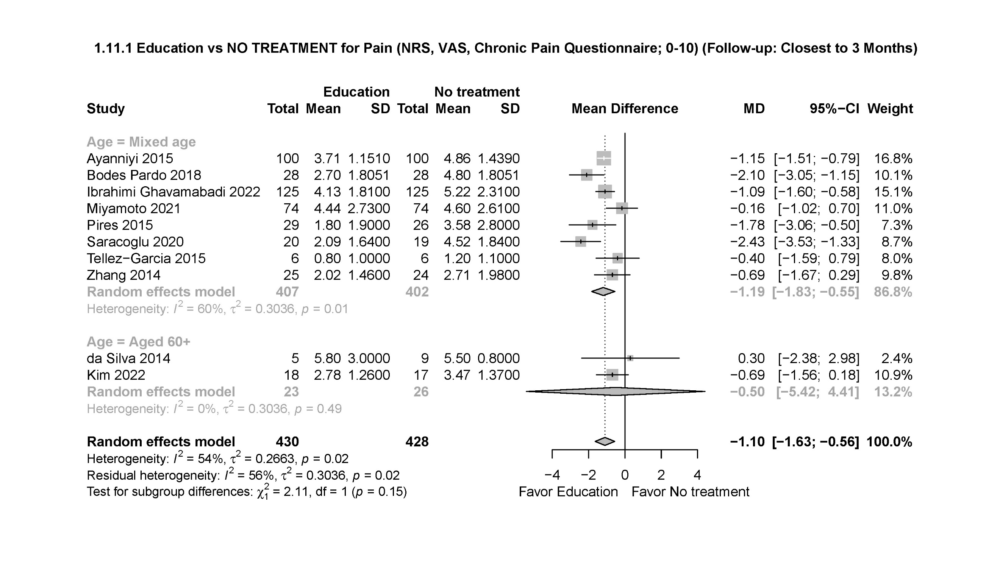 1.11.1 Education vs NO TREATMENT for Pain (NRS, VAS, Chronic Pain Questionnaire; 0-10) (Follow-up: Closest to 3 Months)
Education No treatment
Study Total Mean SD Total Mean SD Mean Difference MD 95%−CI Weight
Age = Mixed age
Ayanniyi 2015 100 3.71 1.1510 100 4.86 1.4390 −1.15 [−1.51; −0.79] 16.8%
Bodes Pardo 2018 28 2.70 1.8051 28 4.80 1.8051 −2.10 [−3.05; −1.15] 10.1%
Ibrahimi Ghavamabadi 2022 125 4.13 1.8100 125 5.22 2.3100 −1.09 [−1.60; −0.58] 15.1%
Miyamoto 2021 74 4.44 2.7300 74 4.60 2.6100 −0.16 [−1.02; 0.70] 11.0%
Pires 2015 29 1.80 1.9000 26 3.58 2.8000 −1.78 [−3.06; −0.50] 7.3%
Saracoglu 2020 20 2.09 1.6400 19 4.52 1.8400 −2.43 [−3.53; −1.33] 8.7%
Tellez−Garcia 2015 6 0.80 1.0000 6 1.20 1.1000 −0.40 [−1.59; 0.79] 8.0%
Zhang 2014 25 2.02 1.4600 24 2.71 1.9800 −0.69 [−1.67; 0.29] 9.8%
Random effects model 407 402 −1.19 [−1.83; −0.55] 86.8%
Heterogeneity: I² = 60%, τ² = 0.3036, p = 0.01
Age = Aged 60+
da Silva 2014 5 5.80 3.0000 9 5.50 0.8000 0.30 [−2.38; 2.98] 2.4%
Kim 2022 18 2.78 1.2600 17 3.47 1.3700 −0.69 [−1.56; 0.18] 10.9%
Random effects model 23 26 −0.50 [−5.42; 4.41] 13.2%
Heterogeneity: I² = 0%, τ² = 0.3036, p = 0.49
Random effects model 430 428 −1.10 [−1.63; −0.56] 100.0%
Heterogeneity: I² = 54%, τ² = 0.2663, p = 0.02
Residual heterogeneity: I² = 56%, τ² = 0.3036, p = 0.02
−4 −2 0 2 4
Test for subgroup differences: χ²₁ = 2.11, df = 1 (p = 0.15)
Favor Education Favor No treatment